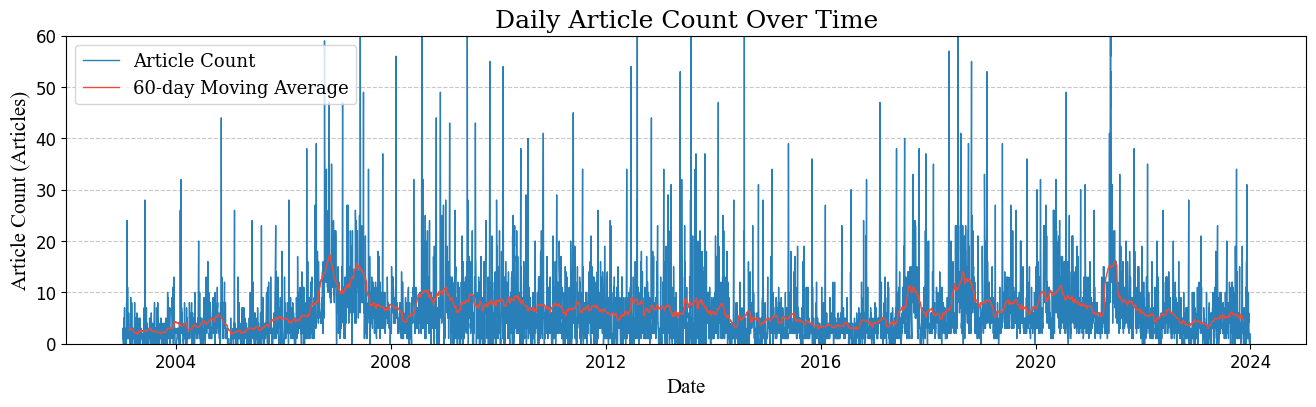 Daily Article Count Over Time
Article Count (Articles)
60
50
40
30
20
10
0
Article Count
60-day Moving Average
2004 2008 2012 2016 2020 2024
Date